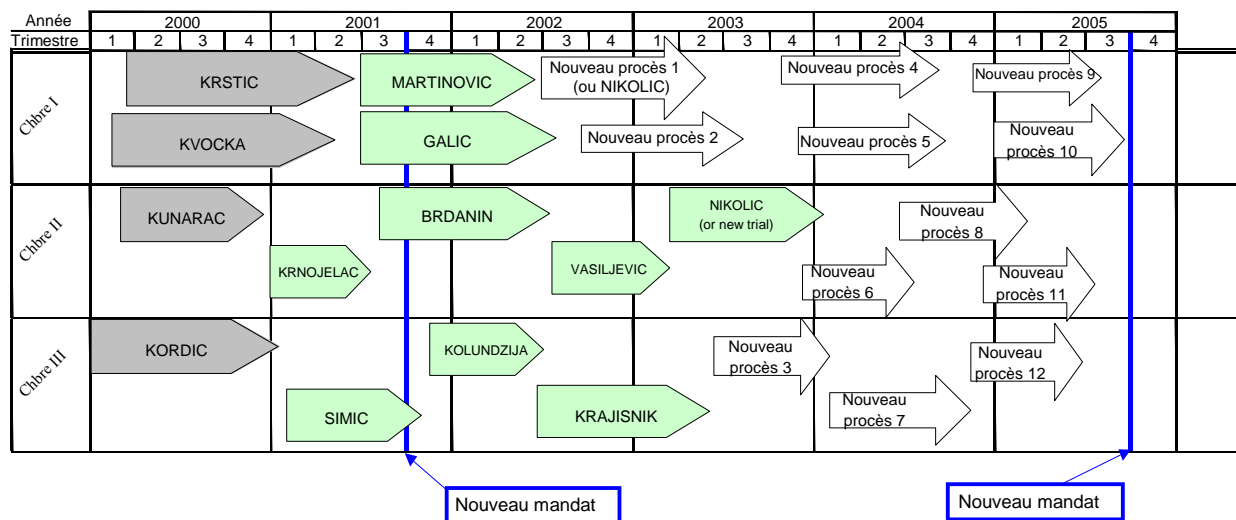 Année 2000 2001 2002 2003 2004 2005
Trimestre 1 2 3 4 1 2 3 4 1 2 3 4 1 2 3 4 1 2 3 4 1 2 3 4
Chbre I
KRSTIC
MARTINOVIC
Nouveau procès 1
(ou NIKOLIC)
Nouveau procès 4
Nouveau procès 9
KVOCKA
GALIC
Nouveau procès 2
Nouveau procès 5
Nouveau
procès 10
Chbre II
KUNARAC
BRDANIN
NIKOLIC
(or new trial)
Nouveau
procès 8
KRNOJELAC
VASILJEVIC
Nouveau
procès 6
Nouveau
procès 11
Chbre III
KORDIC
KOLUNDZIJA
Nouveau
procès 3
Nouveau
procès 12
SIMIC
KRAJISNIK
Nouveau
procès 7
Nouveau mandat
Nouveau mandat